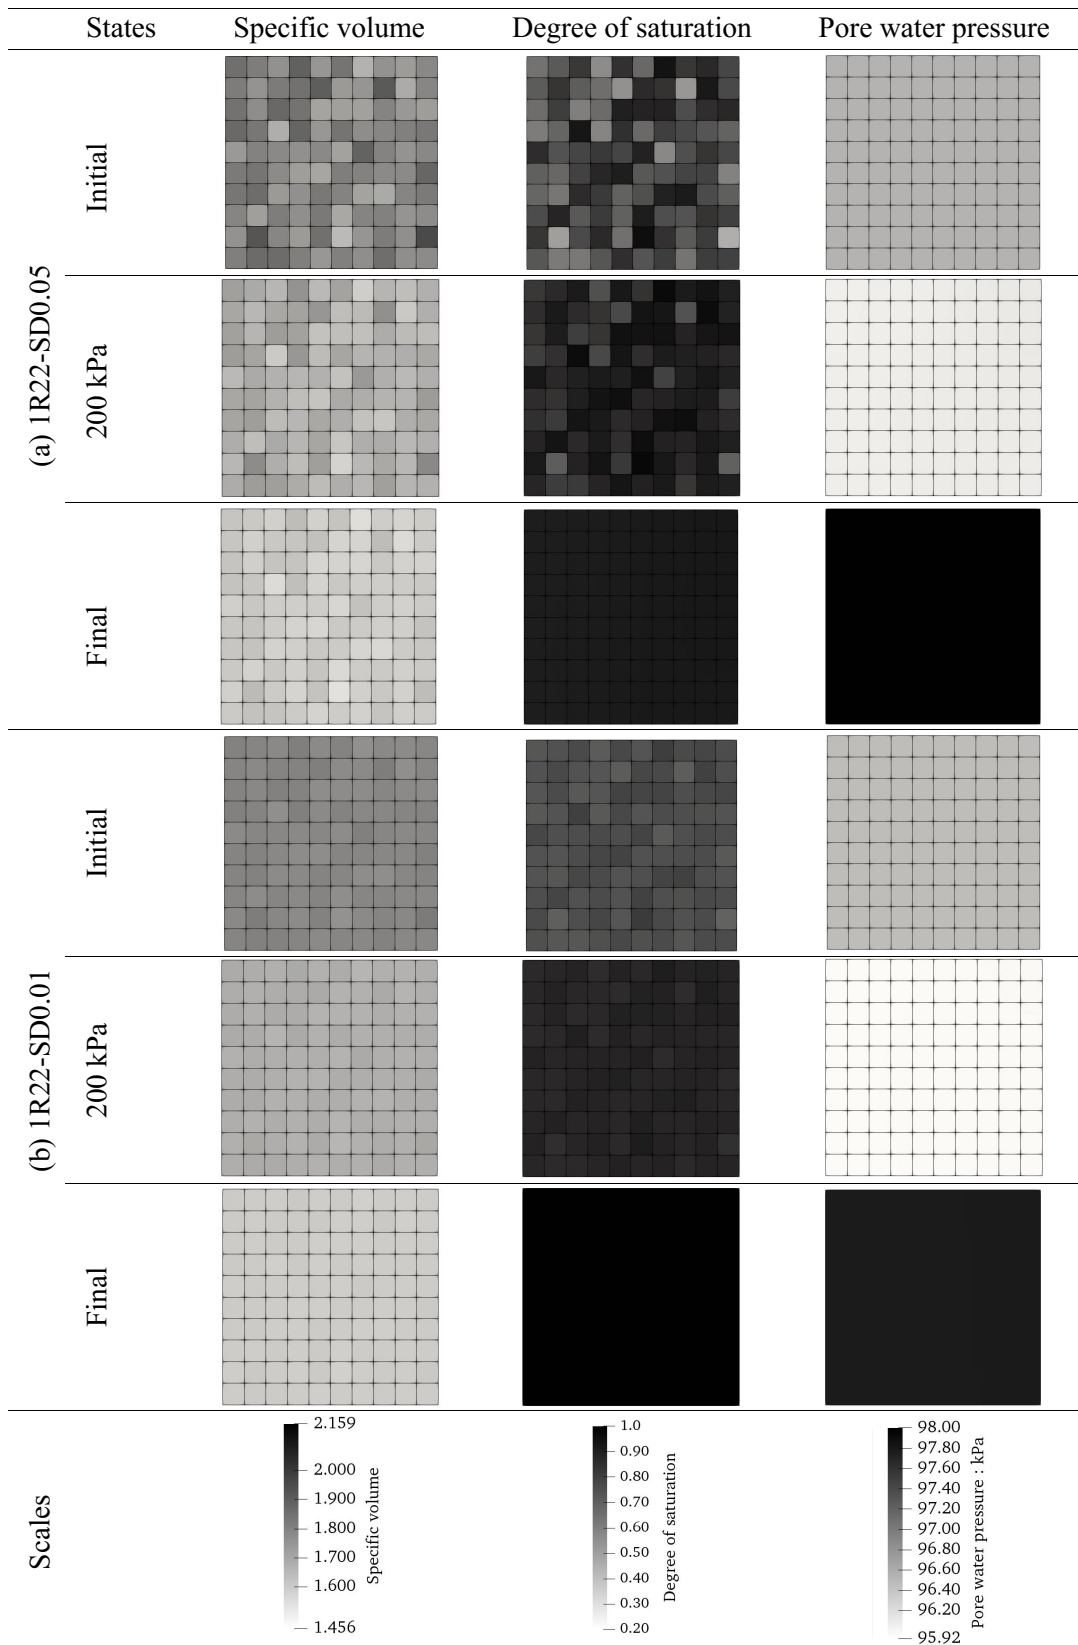 States Specific volume Degree of saturation Pore water pressure
(a) 1R22-SD0.05
Initial
200 kPa
Final
(b) 1R22-SD0.01
Initial
200 kPa
Final
Scales
2.159
2.000
1.900
1.800
1.700
1.600
1.456
Specific volume
1.0
0.90
0.80
0.70
0.60
0.50
0.40
0.30
0.20
Degree of saturation
98.00
97.80
97.60
97.40
97.20
97.00
96.80
96.60
96.40
96.20
95.92
Pore water pressure : kPa